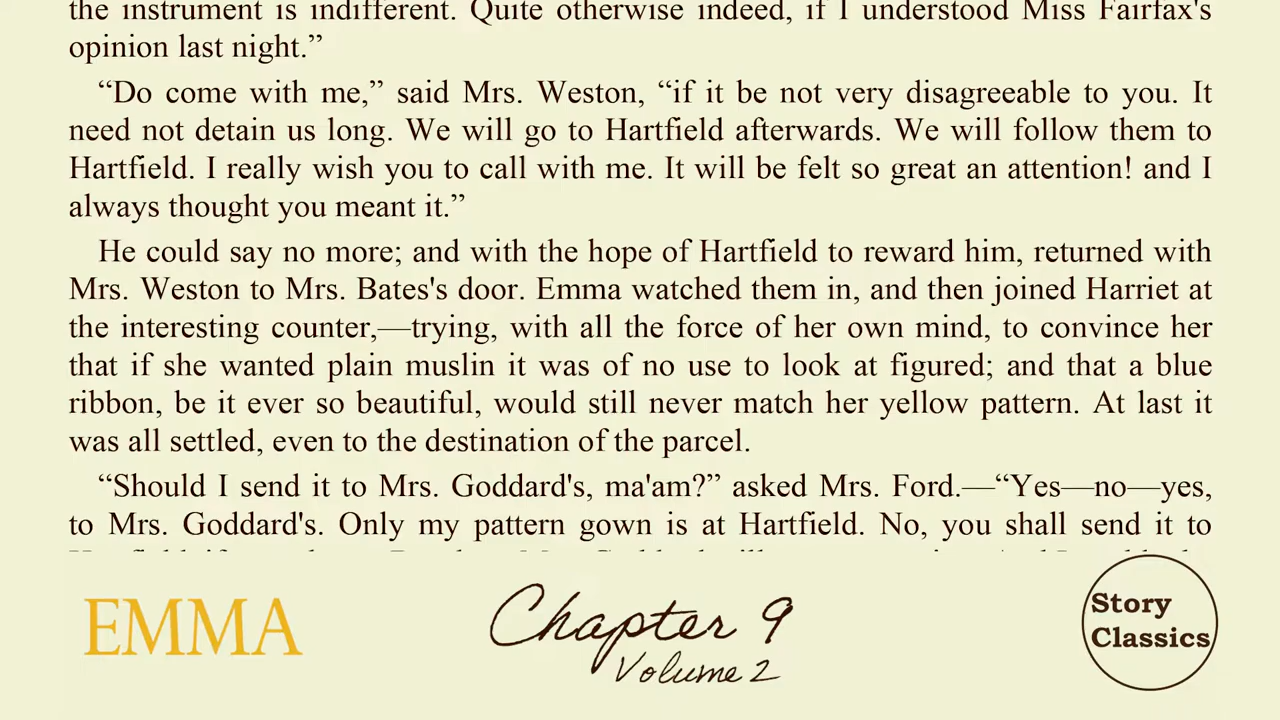 the instrument is indifferent. Quite otherwise indeed, if I understood Miss Fairfax's
opinion last night.”
“Do come with me,” said Mrs. Weston, “if it be not very disagreeable to you. It
need not detain us long. We will go to Hartfield afterwards. We will follow them to
Hartfield. I really wish you to call with me. It will be felt so great an attention! and I
always thought you meant it.”
He could say no more; and with the hope of Hartfield to reward him, returned with
Mrs. Weston to Mrs. Bates's door. Emma watched them in, and then joined Harriet at
the interesting counter,—trying, with all the force of her own mind, to convince her
that if she wanted plain muslin it was of no use to look at figured; and that a blue
ribbon, be it ever so beautiful, would still never match her yellow pattern. At last it
was all settled, even to the destination of the parcel.
“Should I send it to Mrs. Goddard's, ma'am?” asked Mrs. Ford.—“Yes—no—yes,
to Mrs. Goddard's. Only my pattern gown is at Hartfield. No, you shall send it to
EMMA
Chapter 9
Volume 2
Story
Classics